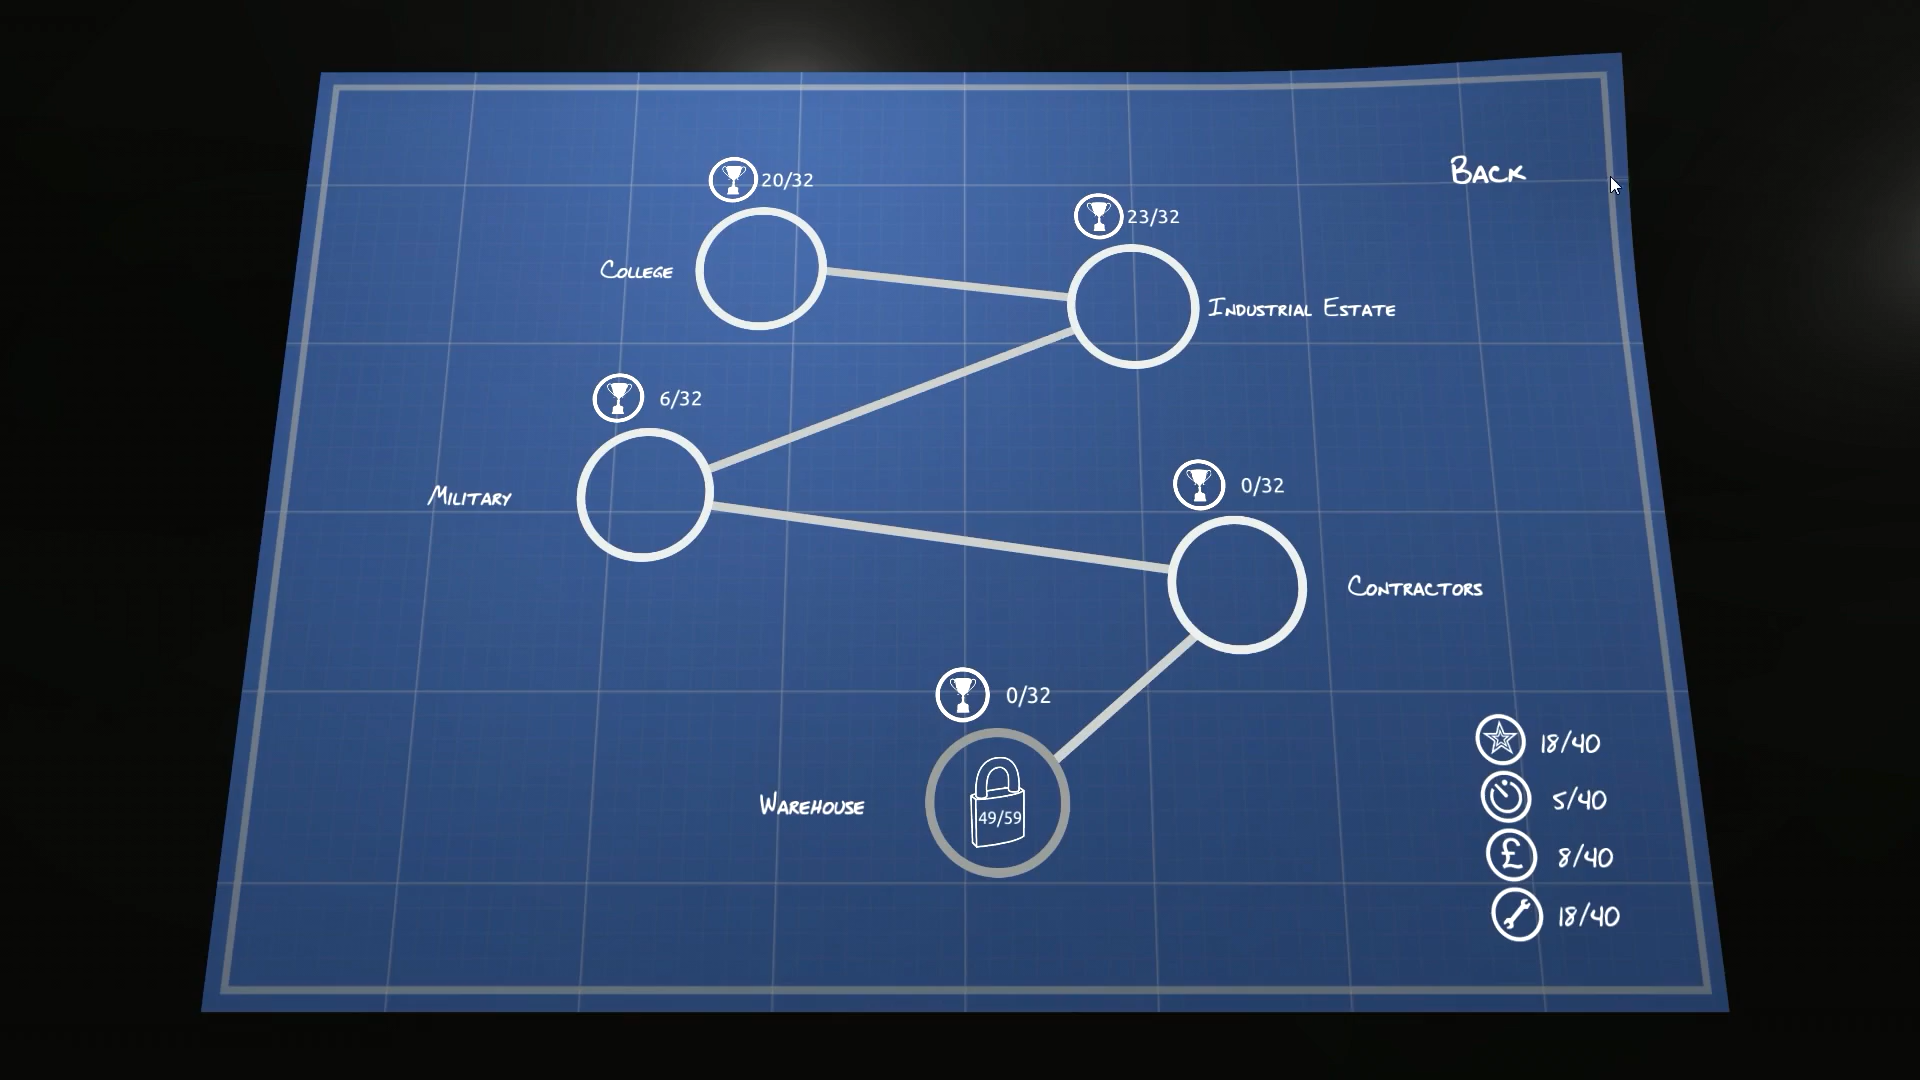 20/32
Back
23/32
College
Industrial Estate
6/32
0/32
Military
Contractors
0/32
18/40
5/40
Warehouse
49/59
£
8/40
18/40